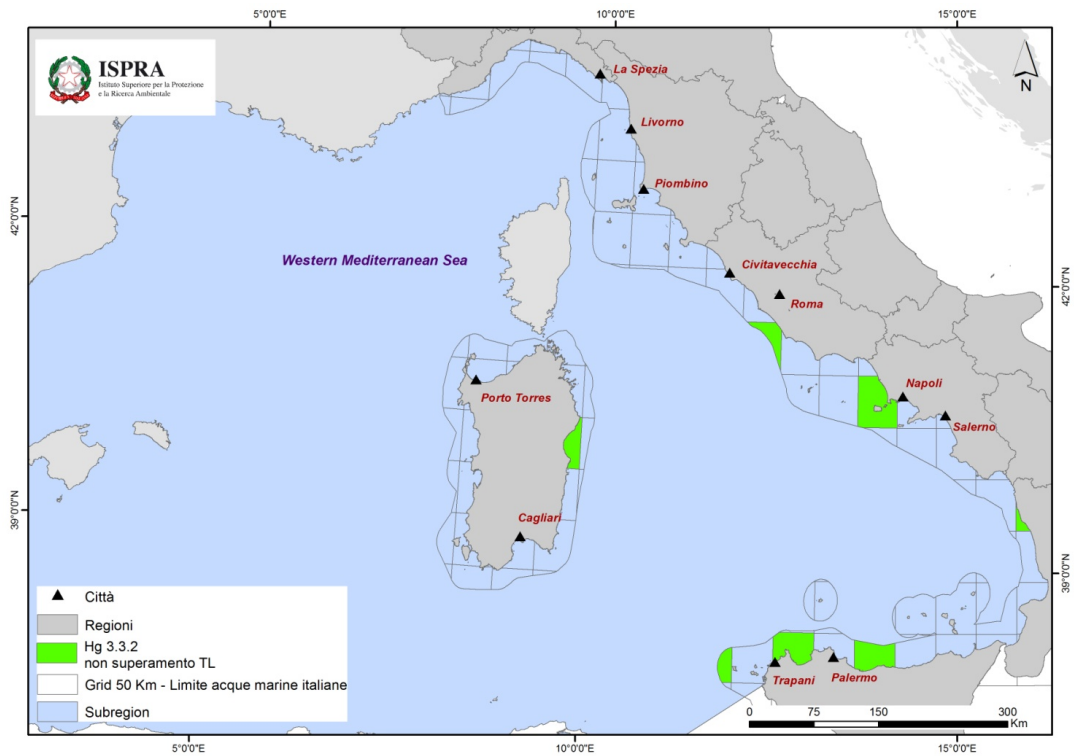 5°0'0"E
10°0'0"E
15°0'0"E
ISPRA
Istituto Superiore per la Protezione
e la Ricerca Ambientale
N
La Spezia
Livorno
Piombino
42°0'0"N
Western Mediterranean Sea
Civitavecchia
42°0'0"N
Roma
Porto Torres
Napoli
Salerno
39°0'0"N
Cagliari
39°0'0"N
Città
Regioni
Hg 3.3.2
non superamento TL
Grid 50 Km - Limite acque marine italiane
Subregion
Trapani
Palermo
0 75 150 300
Km
5°0'0"E
10°0'0"E
15°0'0"E